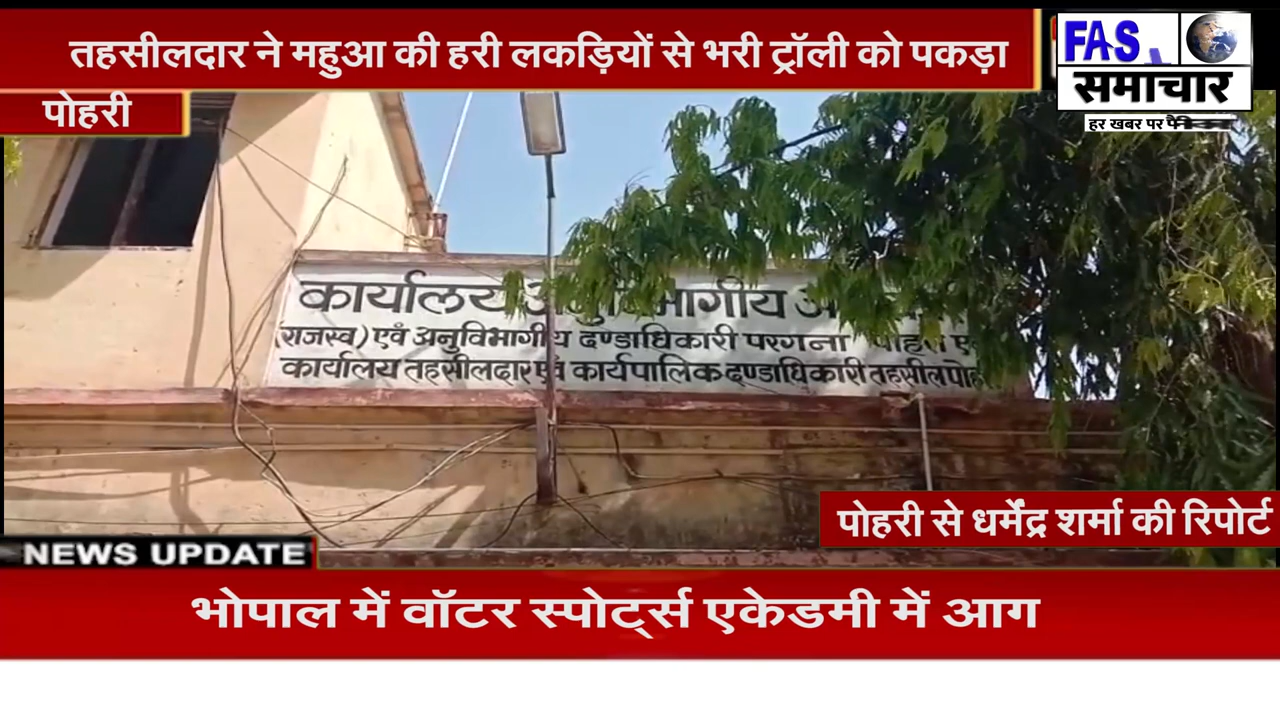 तहसीलदार ने महुआ की हरी लकड़ियों से भरी ट्रॉली को पकड़ा
FAS
समाचार
हर खबर पर
पोहरी
कार्यालय
(राजस्व) एवं अनुविभागीय दण्डाधिकारी परगना
कार्यालय तहसीलदार एवं कार्यपालिक दण्डाधिकारी तहसील
पोहरी से धर्मेंद्र शर्मा की रिपोर्ट
NEWS UPDATE
भोपाल में वॉटर स्पोर्ट्स एकेडमी में आग